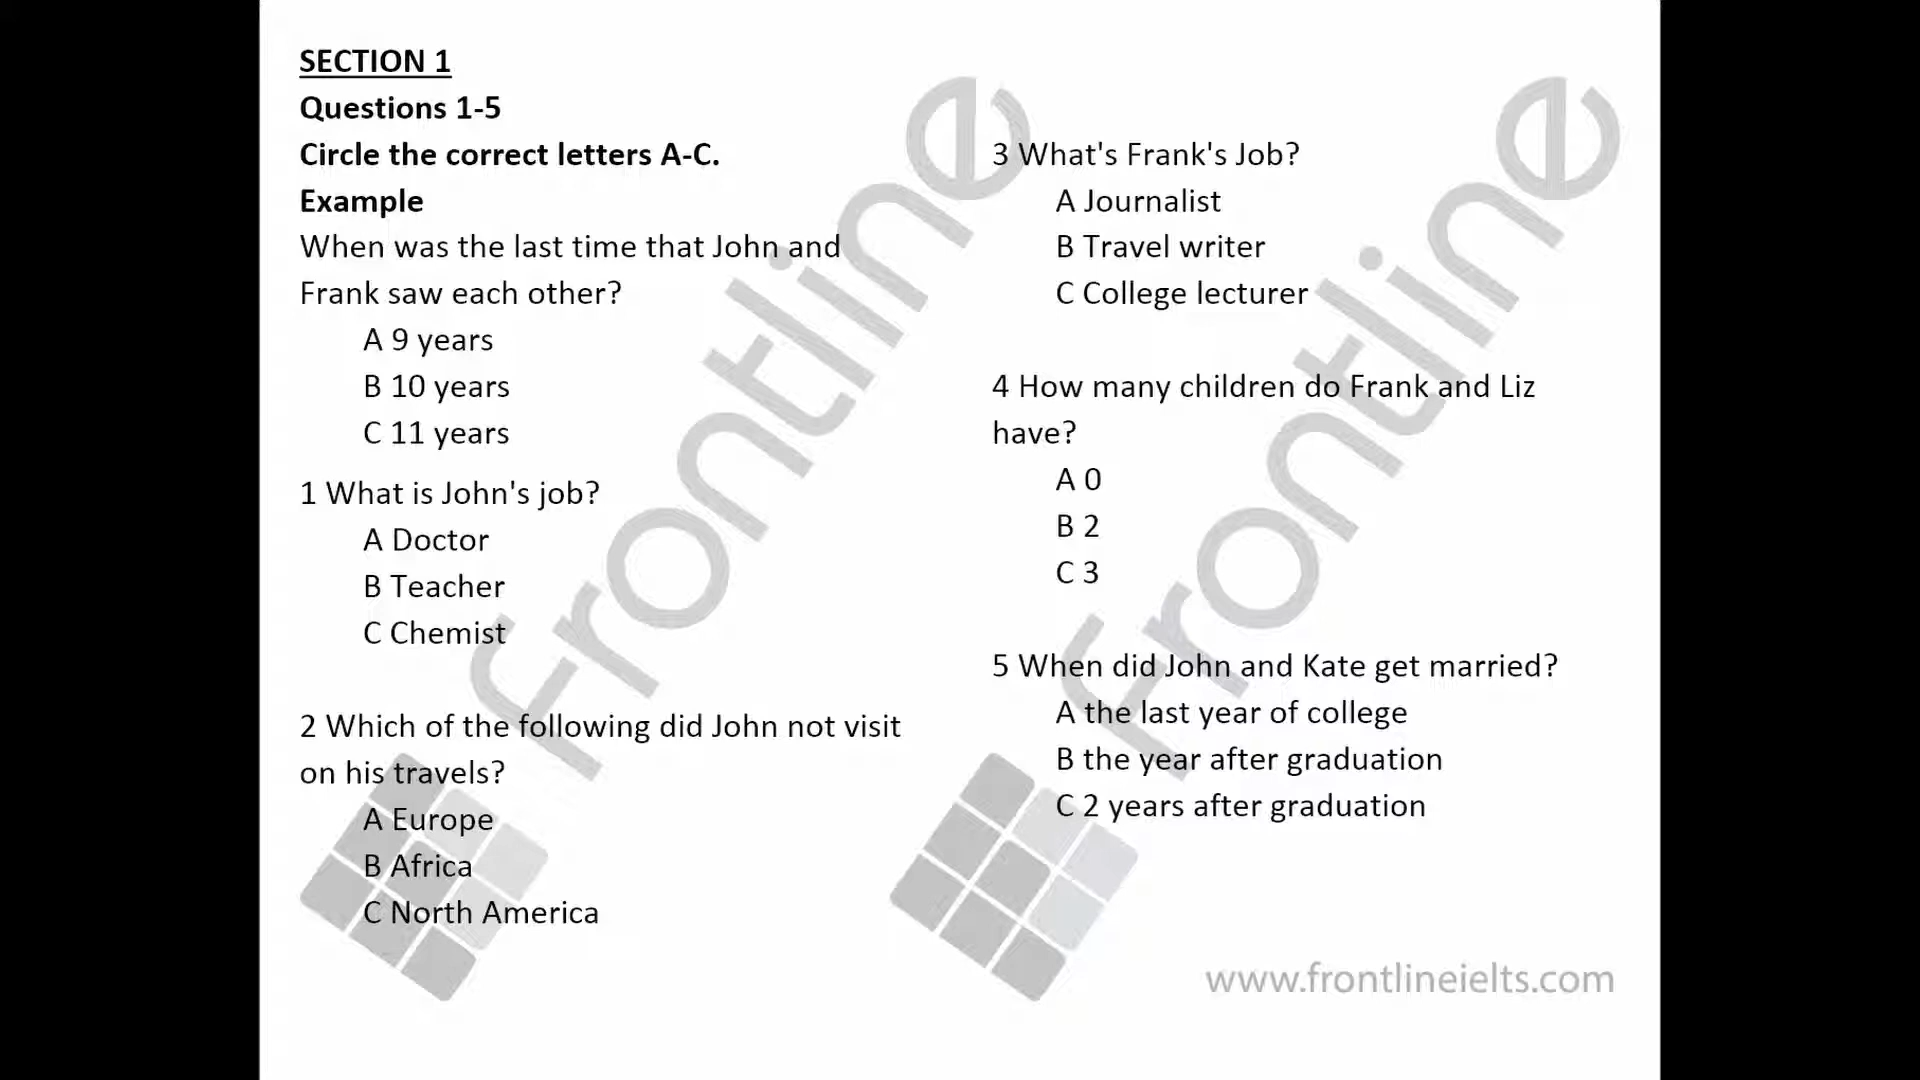 SECTION 1
Questions 1-5
Circle the correct letters A-C.
Example
When was the last time that John and
Frank saw each other?
A 9 years
B 10 years
C 11 years
1 What is John's job?
A Doctor
B Teacher
C Chemist
2 Which of the following did John not visit
on his travels?
A Europe
B Africa
C North America
3 What's Frank's Job?
A Journalist
B Travel writer
C College lecturer
4 How many children do Frank and Liz
have?
A 0
B 2
C 3
5 When did John and Kate get married?
A the last year of college
B the year after graduation
C 2 years after graduation
frontline
frontline
www.frontlineielts.com